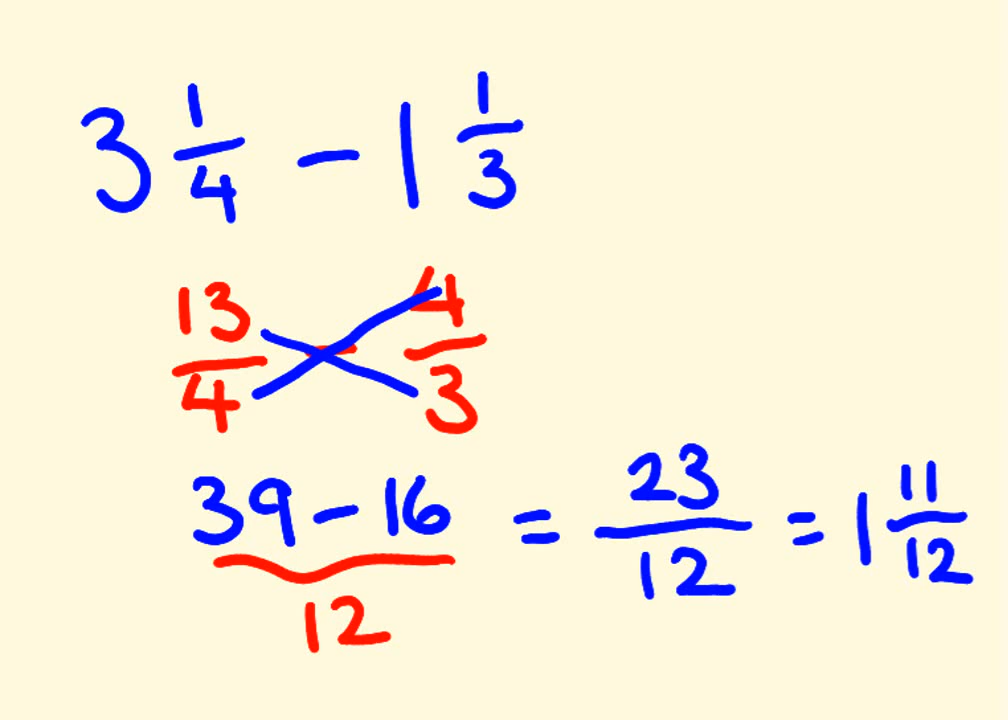 3 1/4 − 1 1/3
13/4 − 4/3
39 − 16 / 12 = 23/12 = 1 11/12